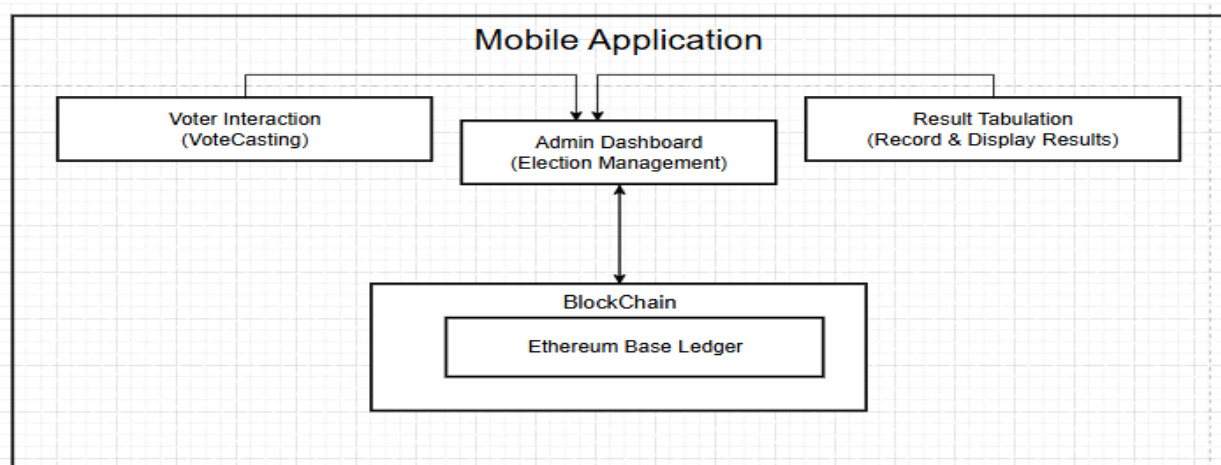 Mobile Application
Voter Interaction
(VoteCasting)
Admin Dashboard
(Election Management)
Result Tabulation
(Record & Display Results)
BlockChain
Ethereum Base Ledger